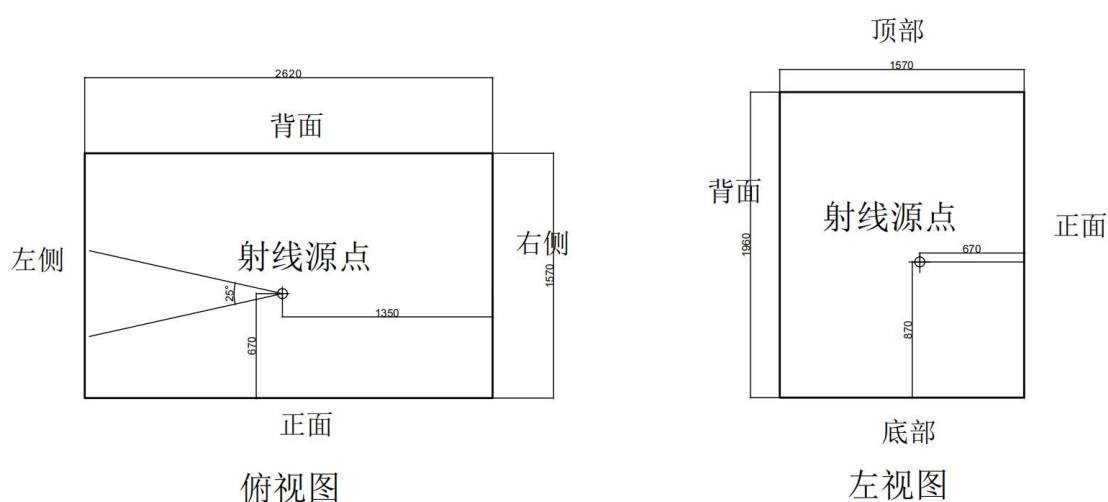 2620
背面
左侧
射线源点
右侧
25°
1350
670
1570
正面
俯视图
顶部
1570
背面
射线源点
正面
1960
670
870
底部
左视图